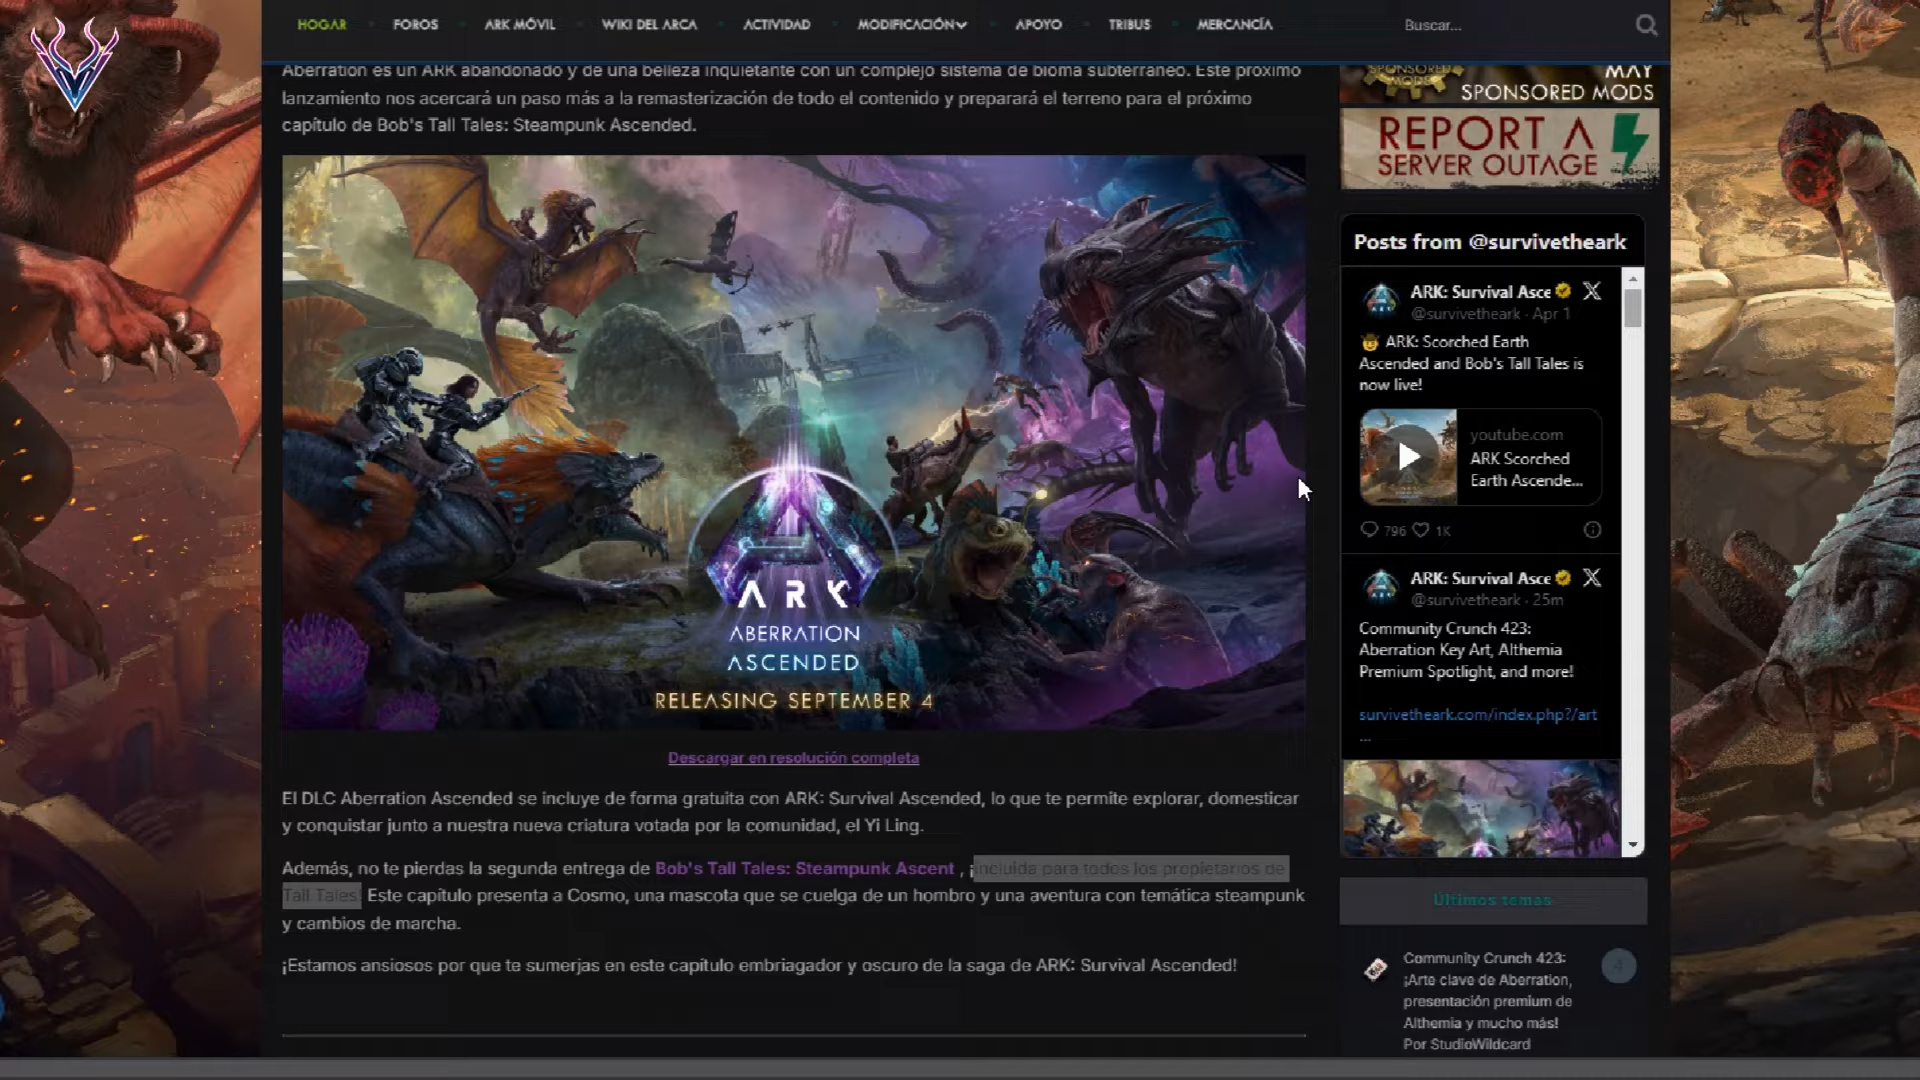 HOGAR FOROS ARK MÓVIL WIKI DEL ARCA ACTIVIDAD MODIFICACIÓN APOYO TRIBUS MERCANCÍA Buscar...
Aberration es un ARK abandonado y de una belleza inquietante con un complejo sistema de bioma subterráneo. Este próximo
lanzamiento nos acercará un paso más a la remasterización de todo el contenido y preparará el terreno para el próximo
capítulo de Bob's Tall Tales: Steampunk Ascended.
ARK
ABERRATION
ASCENDED
RELEASING SEPTEMBER 4
Descargar en resolución completa
El DLC Aberration Ascended se incluye de forma gratuita con ARK: Survival Ascended, lo que te permite explorar, domesticar
y conquistar junto a nuestra nueva criatura votada por la comunidad, el Yi Ling.
Además, no te pierdas la segunda entrega de Bob's Tall Tales: Steampunk Ascent , ¡incluida para todos los propietarios de
Tall Tales! Este capítulo presenta a Cosmo, una mascota que se cuelga de un hombro y una aventura con temática steampunk
y cambios de marcha.
¡Estamos ansiosos por que te sumerjas en este capítulo embriagador y oscuro de la saga de ARK: Survival Ascended!
SPONSORED MODS
MAY
SPONSORED MODS
REPORT A
SERVER OUTAGE
Posts from @survivetheark
ARK: Survival Asce
@survivetheark · Apr 1
ARK: Scorched Earth
Ascended and Bob's Tall Tales is
now live!
youtube.com
ARK Scorched
Earth Ascende...
796 1K
ARK: Survival Asce
@survivetheark · 25m
Community Crunch 423:
Aberration Key Art, Althemia
Premium Spotlight, and more!
survivetheark.com/index.php?/art
...
Últimos temas
Community Crunch 423:
¡Arte clave de Aberration,
presentación premium de
Althemia y mucho más!
Por StudioWildcard
4